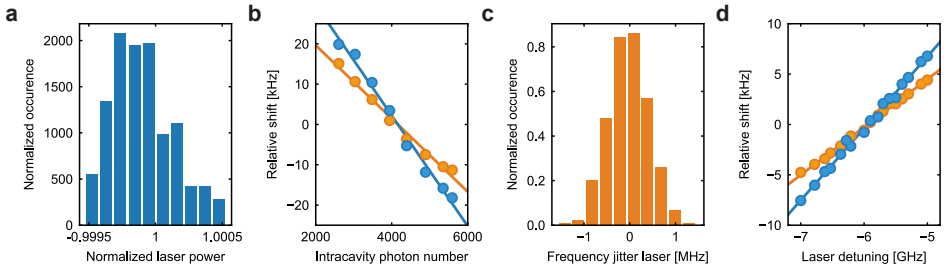 a
Normalized occurence
2000
1500
1000
500
0
-0.9995
1
1.0005
Normalized laser power
b
Relative shift [kHz]
20
10
0
−10
−20
2000
4000
6000
Intracavity photon number
c
Normalized occurence
0.8
0.6
0.4
0.2
0.0
−1
0
1
Frequency jitter laser [MHz]
d
Relative shift [kHz]
10
5
0
−5
−10
−7
−6
−5
Laser detuning [GHz]